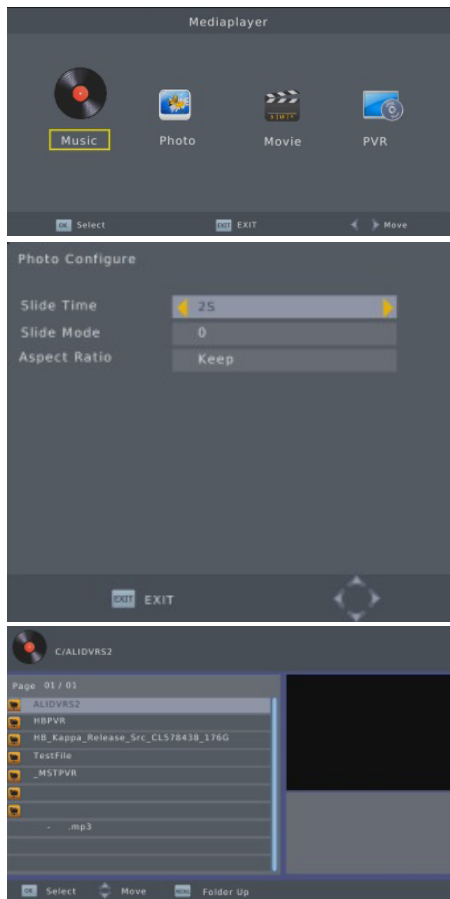 Mediaplayer
Music Photo Movie PVR
OK Select EXIT EXIT Move
Photo Configure
Slide Time 2S
Slide Mode 0
Aspect Ratio Keep
EXIT EXIT
C/ALIDVRS2
Page 01/01
ALIDVRS2
HBPVR
HB_Kappa_Release_Src_CL578438_176G
TestFile
_MSTPVR
- .mp3
OK Select Move MENU Folder Up